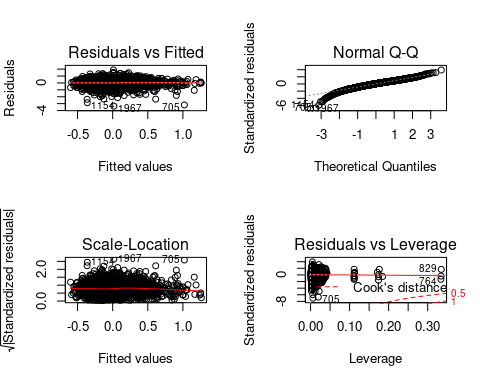 Residuals vs Fitted
Residuals
0
-4
1154
1967
705
-0.5 0.0 0.5 1.0
Fitted values
Normal Q-Q
Standardized residuals
0
-6
1967
-3 -1 1 2 3
Theoretical Quantiles
Scale-Location
√|Standardized residuals|
2.0
0.0
1154
1967
705
-0.5 0.0 0.5 1.0
Fitted values
Residuals vs Leverage
Standardized residuals
0
-8
829
764
705
Cook's distance
0.5
1
0.00 0.10 0.20 0.30
Leverage